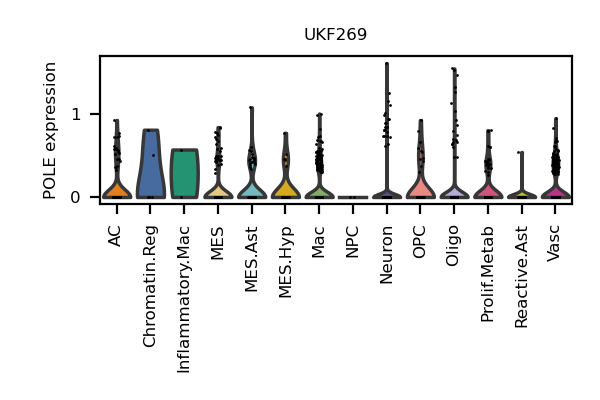 UKF269
POLE expression
1
0
AC
Chromatin.Reg
Inflammatory.Mac
MES
MES.Ast
MES.Hyp
Mac
NPC
Neuron
OPC
Oligo
Prolif.Metab
Reactive.Ast
Vasc